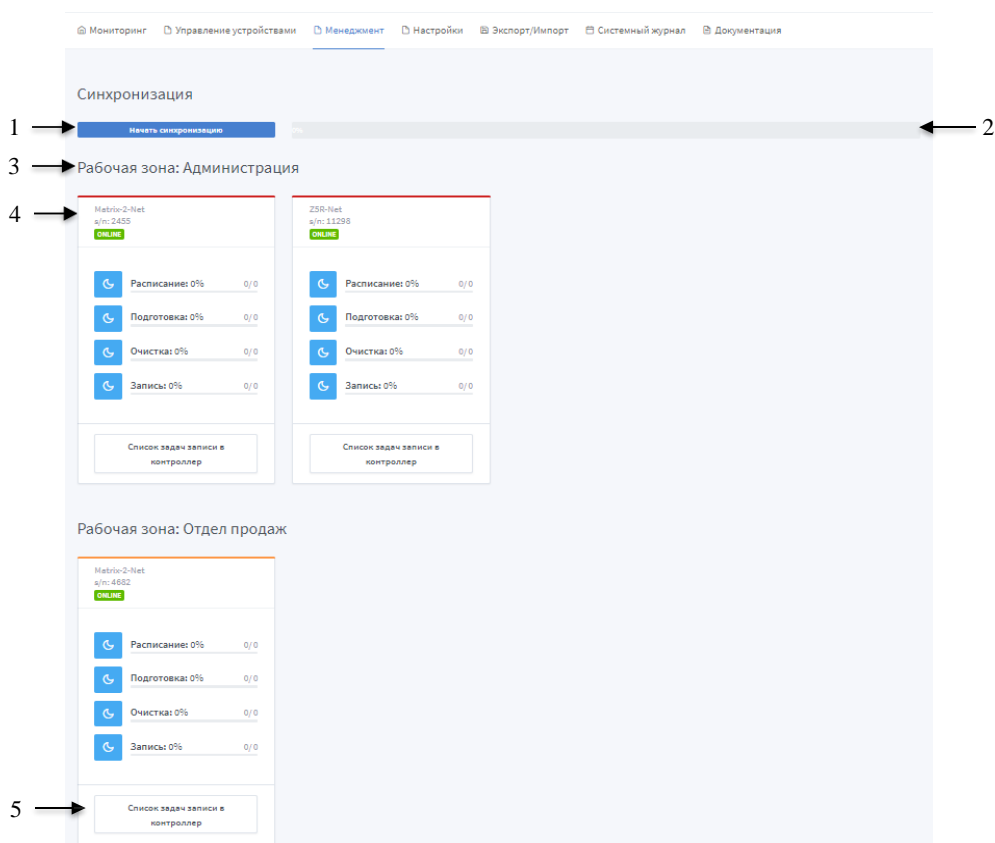 Мониторинг Управление устройствами Менеджмент Настройки Экспорт/Импорт Системный журнал Документация
Синхронизация
1 Начать синхронизацию 0% 2
3 Рабочая зона: Администрация
4
Matrix-2-Net
s/n: 2455
ONLINE
Расписание: 0% 0/0
Подготовка: 0% 0/0
Очистка: 0% 0/0
Запись: 0% 0/0
Список задач записи в
контроллер
Z5R-Net
s/n: 11298
ONLINE
Расписание: 0% 0/0
Подготовка: 0% 0/0
Очистка: 0% 0/0
Запись: 0% 0/0
Список задач записи в
контроллер
Рабочая зона: Отдел продаж
Matrix-2-Net
s/n: 4682
ONLINE
Расписание: 0% 0/0
Подготовка: 0% 0/0
Очистка: 0% 0/0
Запись: 0% 0/0
5 Список задач записи в
контроллер